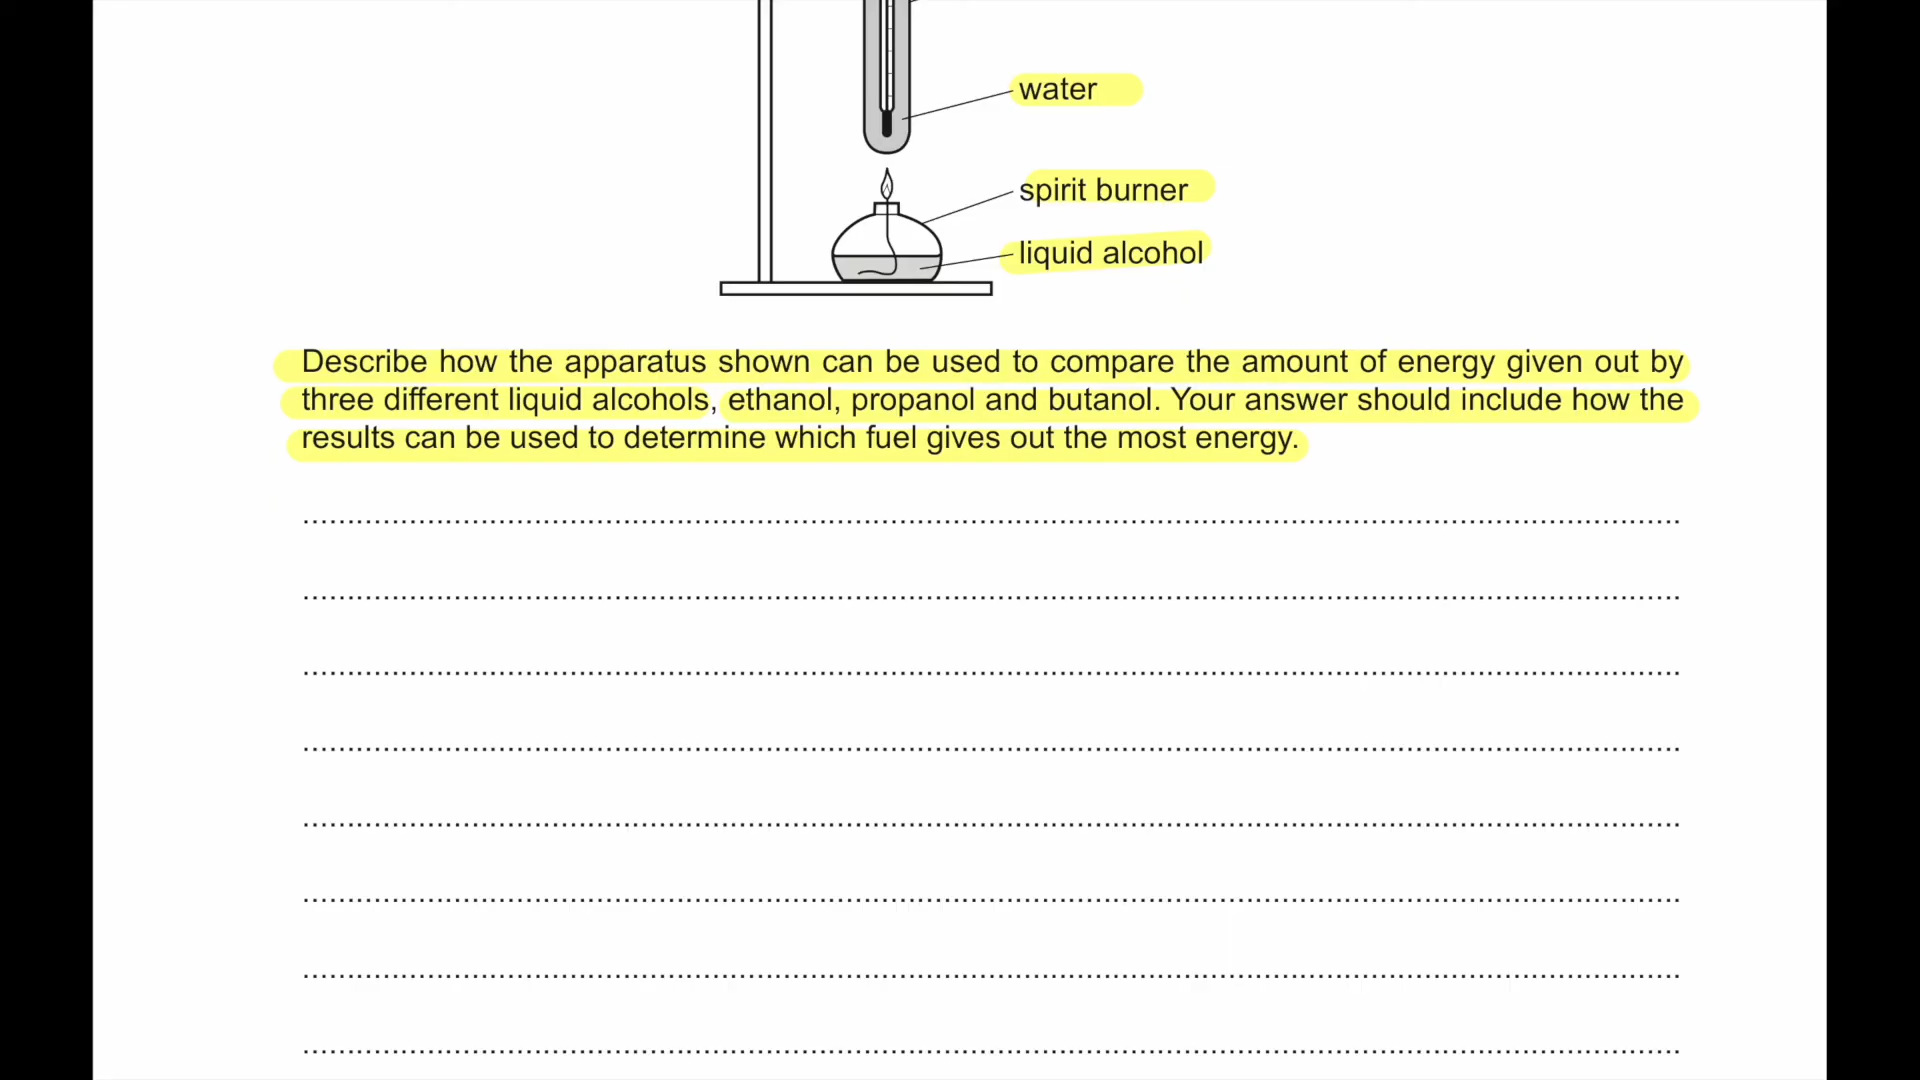 water
spirit burner
liquid alcohol
Describe how the apparatus shown can be used to compare the amount of energy given out by
three different liquid alcohols, ethanol, propanol and butanol. Your answer should include how the
results can be used to determine which fuel gives out the most energy.